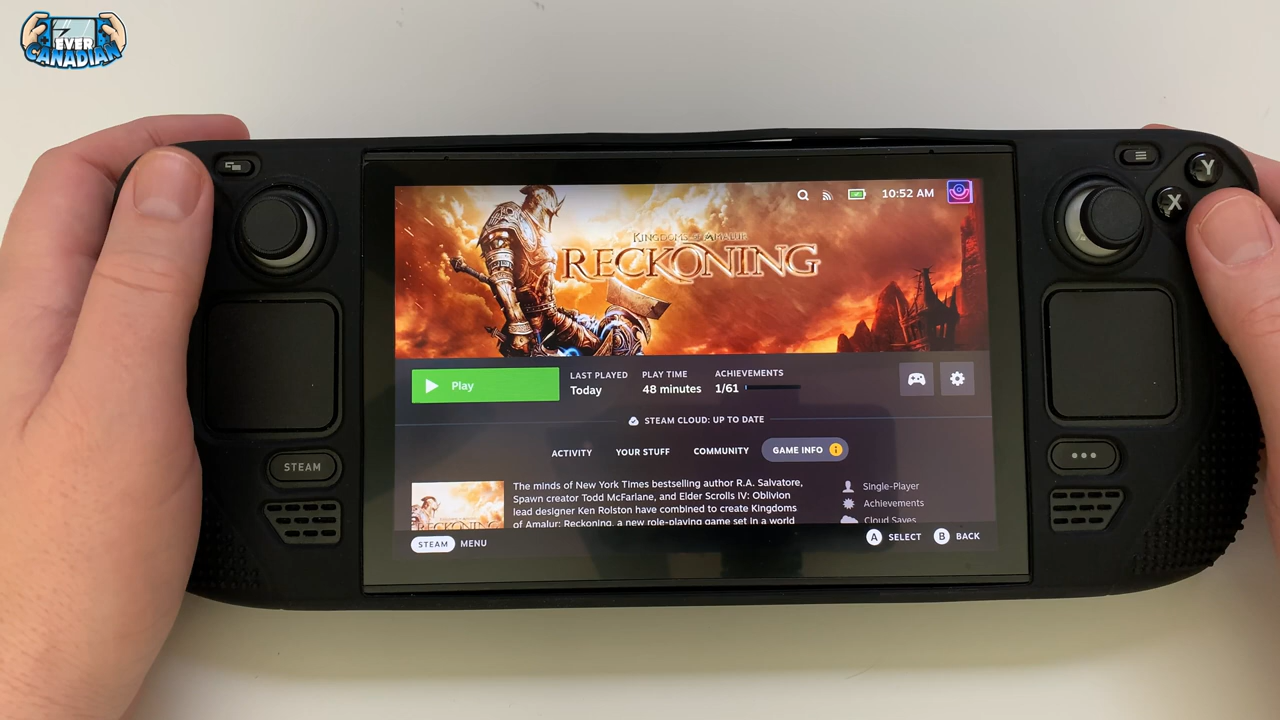 EVER
CANADIAN
10:52 AM
KINGDOMS OF AMALUR
RECKONING
Play
LAST PLAYED
Today
PLAY TIME
48 minutes
ACHIEVEMENTS
1/61
STEAM CLOUD: UP TO DATE
ACTIVITY
YOUR STUFF
COMMUNITY
GAME INFO
The minds of New York Times bestselling author R.A. Salvatore,
Spawn creator Todd McFarlane, and Elder Scrolls IV: Oblivion
lead designer Ken Rolston have combined to create Kingdoms
of Amalur: Reckoning, a new role-playing game set in a world
RECKONING
Single-Player
Achievements
Cloud Saves
STEAM
MENU
A
SELECT
B
BACK
STEAM
Y
X